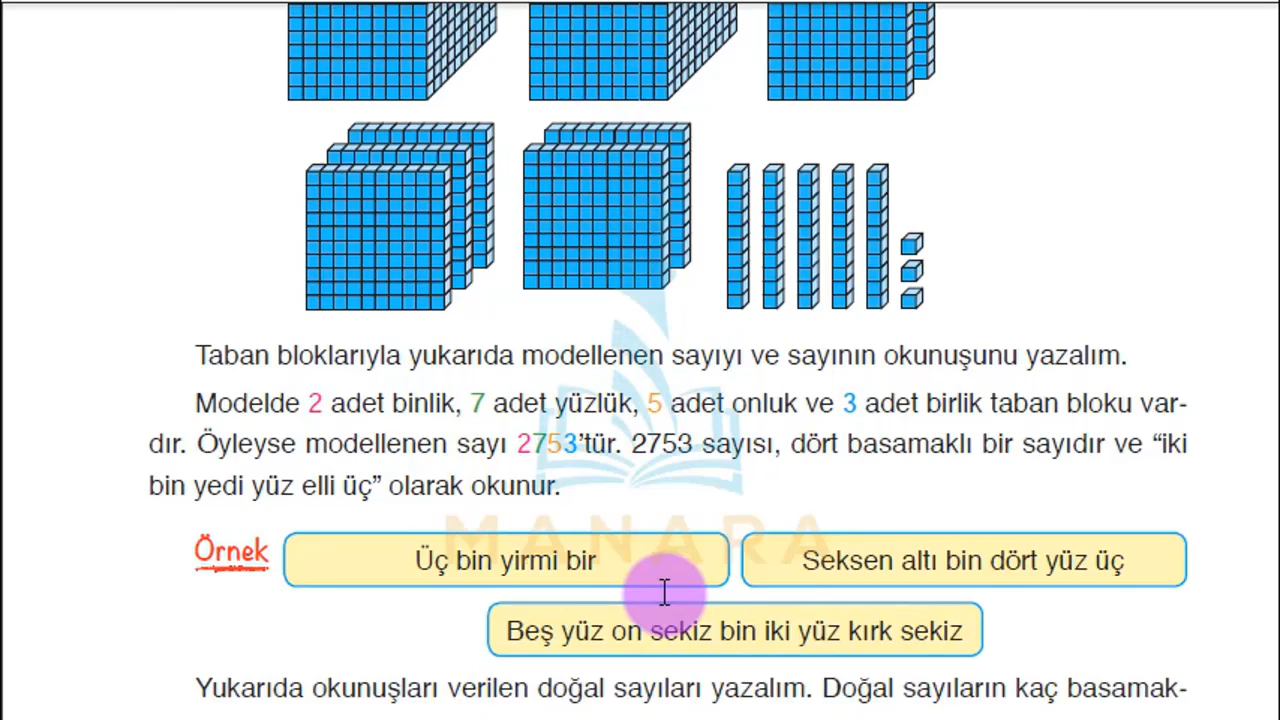 Taban bloklarıyla yukarıda modellenen sayıyı ve sayının okunuşunu yazalım.
Modelde 2 adet binlik, 7 adet yüzlük, 5 adet onluk ve 3 adet birlik taban bloku var-
dır. Öyleyse modellenen sayı 2753'tür. 2753 sayısı, dört basamaklı bir sayıdır ve “iki
bin yedi yüz elli üç” olarak okunur.
MANARA
Örnek
Üç bin yirmi bir
Seksen altı bin dört yüz üç
Beş yüz on sekiz bin iki yüz kırk sekiz
Yukarıda okunuşları verilen doğal sayıları yazalım. Doğal sayıların kaç basamak-